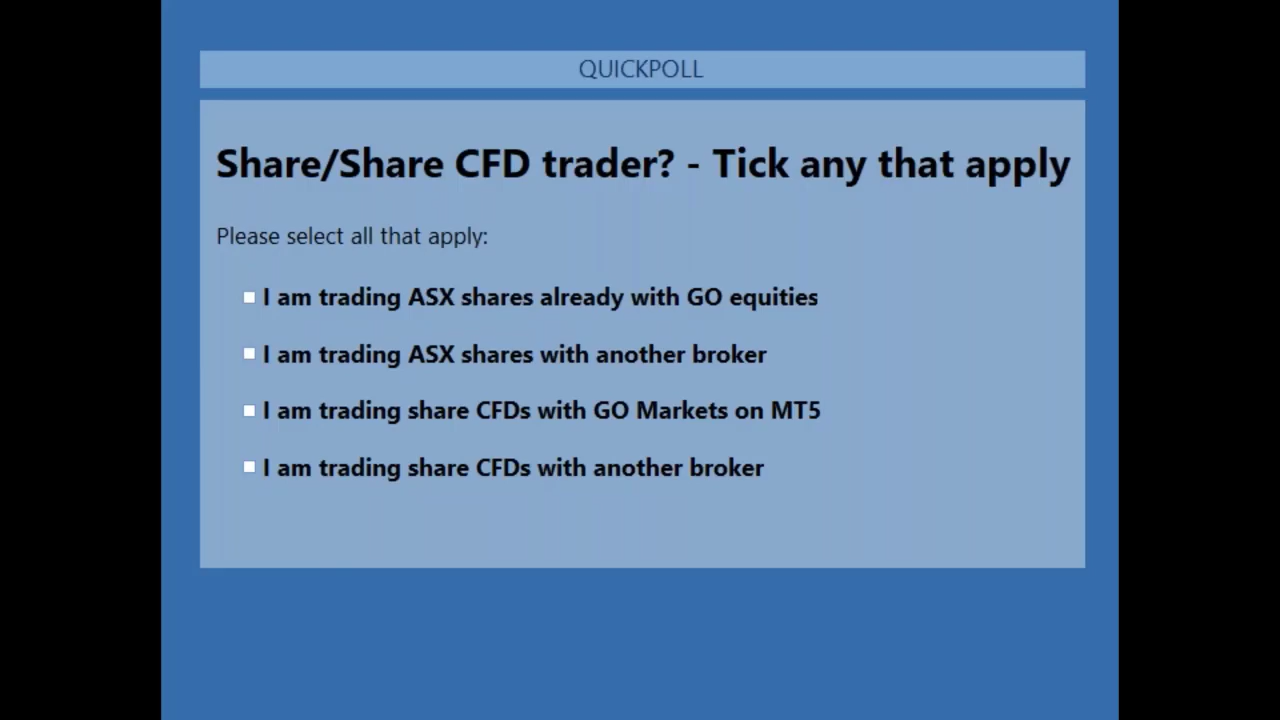 QUICKPOLL
Share/Share CFD trader? - Tick any that apply
Please select all that apply:
I am trading ASX shares already with GO equities
I am trading ASX shares with another broker
I am trading share CFDs with GO Markets on MT5
I am trading share CFDs with another broker